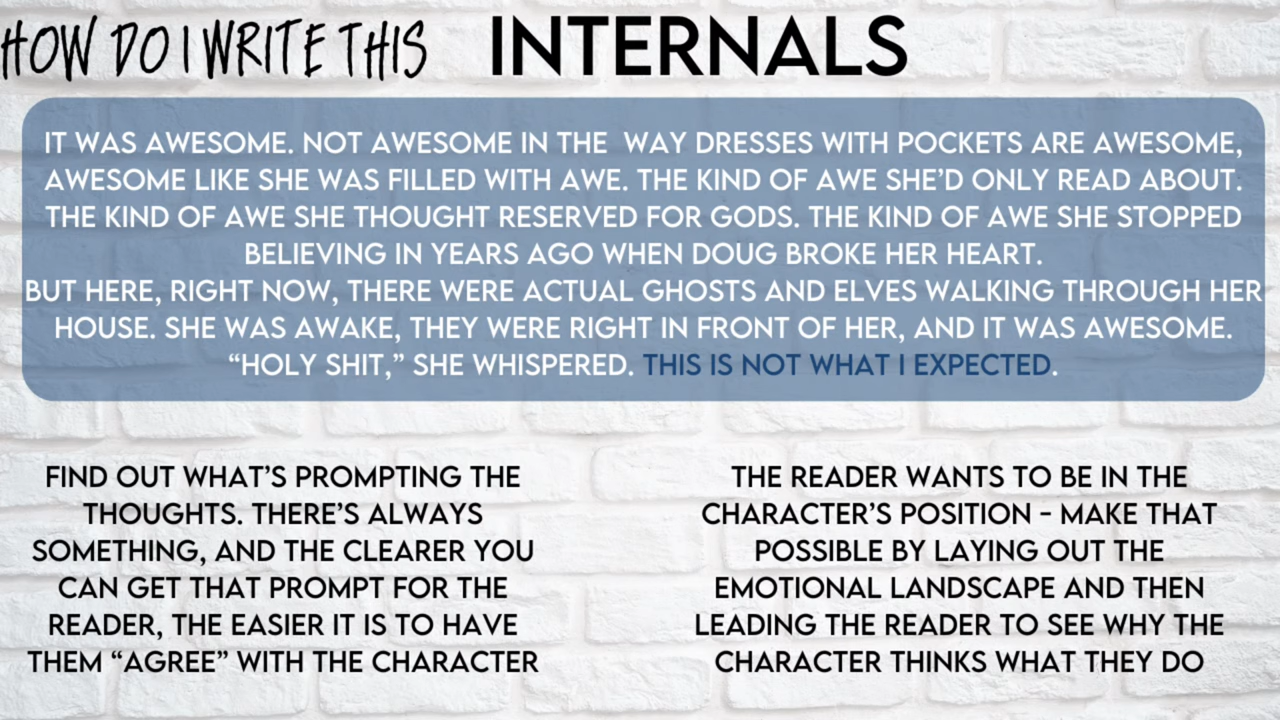 HOW DO I WRITE THIS INTERNALS
IT WAS AWESOME. NOT AWESOME IN THE WAY DRESSES WITH POCKETS ARE AWESOME,
AWESOME LIKE SHE WAS FILLED WITH AWE. THE KIND OF AWE SHE'D ONLY READ ABOUT.
THE KIND OF AWE SHE THOUGHT RESERVED FOR GODS. THE KIND OF AWE SHE STOPPED
BELIEVING IN YEARS AGO WHEN DOUG BROKE HER HEART.
BUT HERE, RIGHT NOW, THERE WERE ACTUAL GHOSTS AND ELVES WALKING THROUGH HER
HOUSE. SHE WAS AWAKE, THEY WERE RIGHT IN FRONT OF HER, AND IT WAS AWESOME.
“HOLY SHIT,” SHE WHISPERED. THIS IS NOT WHAT I EXPECTED.
FIND OUT WHAT'S PROMPTING THE
THOUGHTS. THERE'S ALWAYS
SOMETHING, AND THE CLEARER YOU
CAN GET THAT PROMPT FOR THE
READER, THE EASIER IT IS TO HAVE
THEM “AGREE” WITH THE CHARACTER
THE READER WANTS TO BE IN THE
CHARACTER'S POSITION - MAKE THAT
POSSIBLE BY LAYING OUT THE
EMOTIONAL LANDSCAPE AND THEN
LEADING THE READER TO SEE WHY THE
CHARACTER THINKS WHAT THEY DO